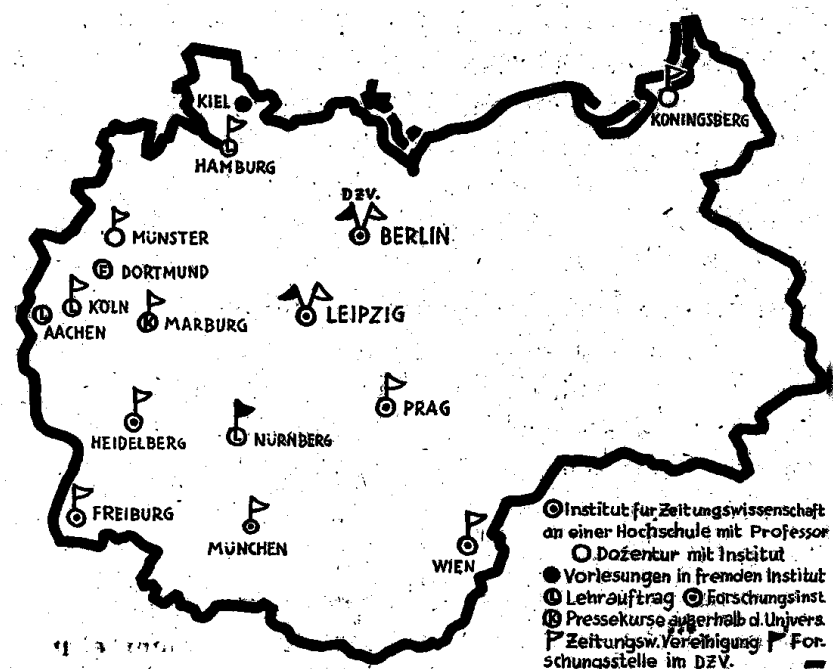 KIEL
KONINGSBERG
L
HAMBURG
DZV.
MÜNSTER
BERLIN
F DORTMUND
L KÖLN
LEIPZIG
L
K MARBURG
AACHEN
PRAG
HEIDELBERG
L NÜRNBERG
FREIBURG
MÜNCHEN
WIEN
Institut für Zeitungswissenschaft
an einer Hochschule mit Professor
Dozentur mit Institut
Vorlesungen in fremden Institut
L Lehrauftrag F Forschungsinst.
K Pressekurse außerhalb d. Univers.
Zeitungsw. Vereinigung For-
schungsstelle im DZV.